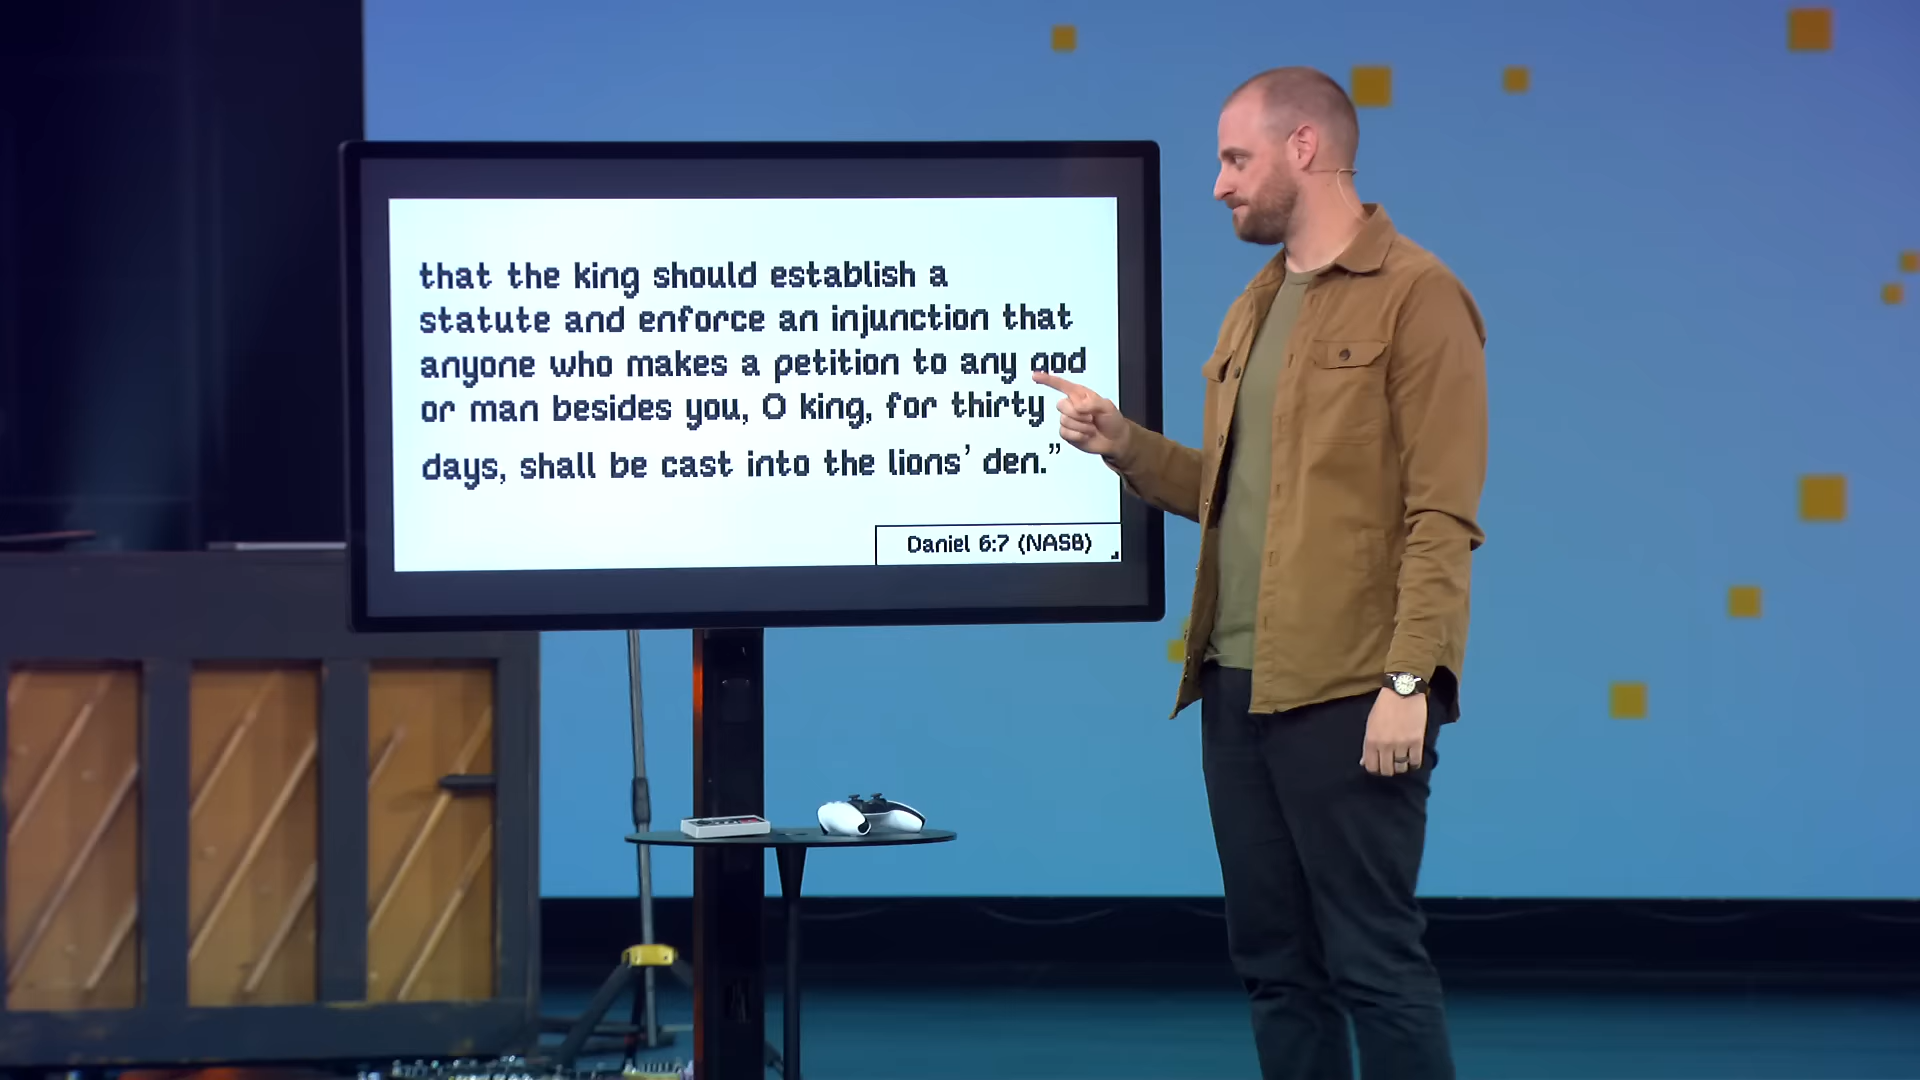 that the king should establish a
statute and enforce an injunction that
anyone who makes a petition to any god
or man besides you, O king, for thirty
days, shall be cast into the lions’ den.”
Daniel 6:7 (NASB)